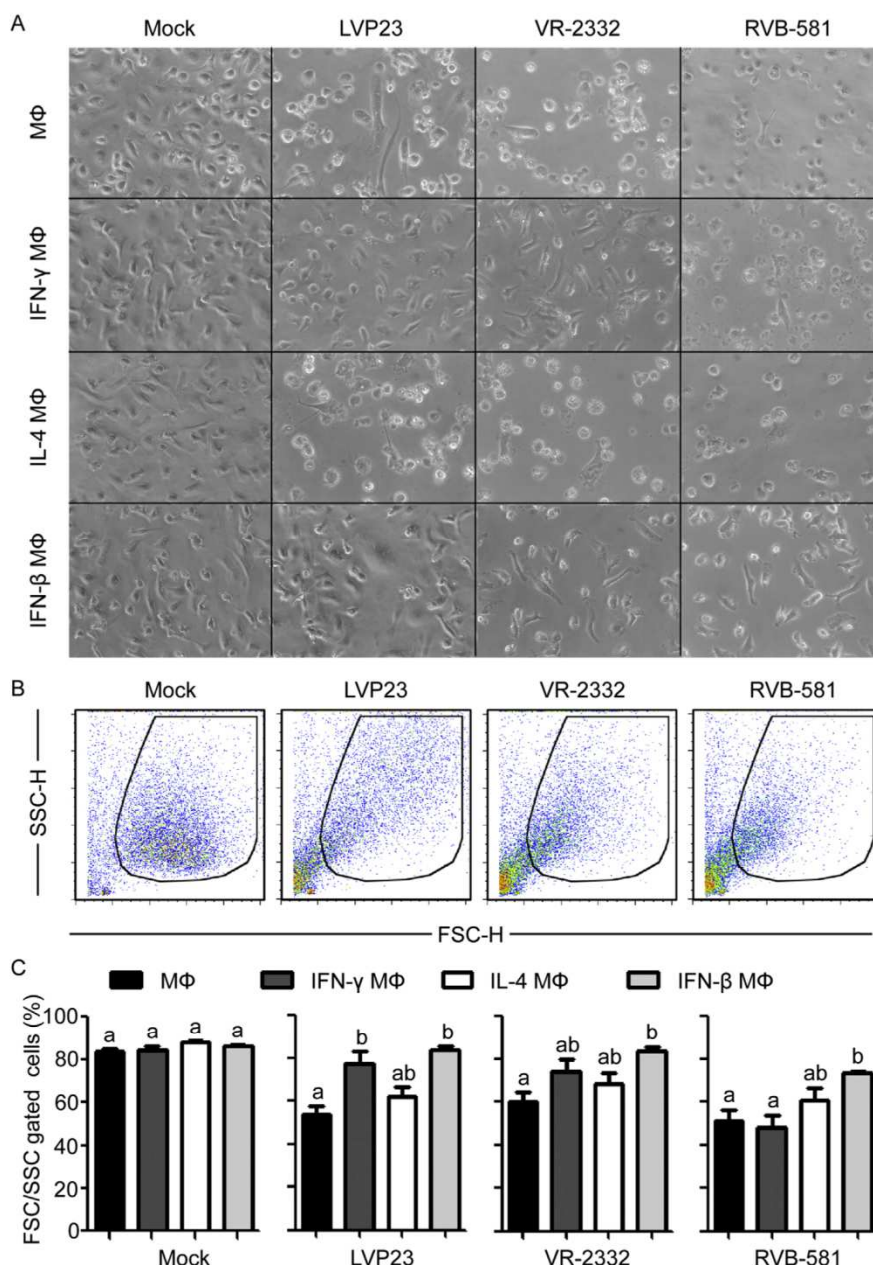 A
Mock LVP23 VR-2332 RVB-581
MΦ
IFN-γ MΦ
IL-4 MΦ
IFN-β MΦ
B
Mock LVP23 VR-2332 RVB-581
SSC-H
FSC-H
C
MΦ IFN-γ MΦ IL-4 MΦ IFN-β MΦ
FSC/SSC gated cells (%)
100
80
60
40
20
0
a a a a
a b ab b
a ab ab b
a a ab b
Mock LVP23 VR-2332 RVB-581